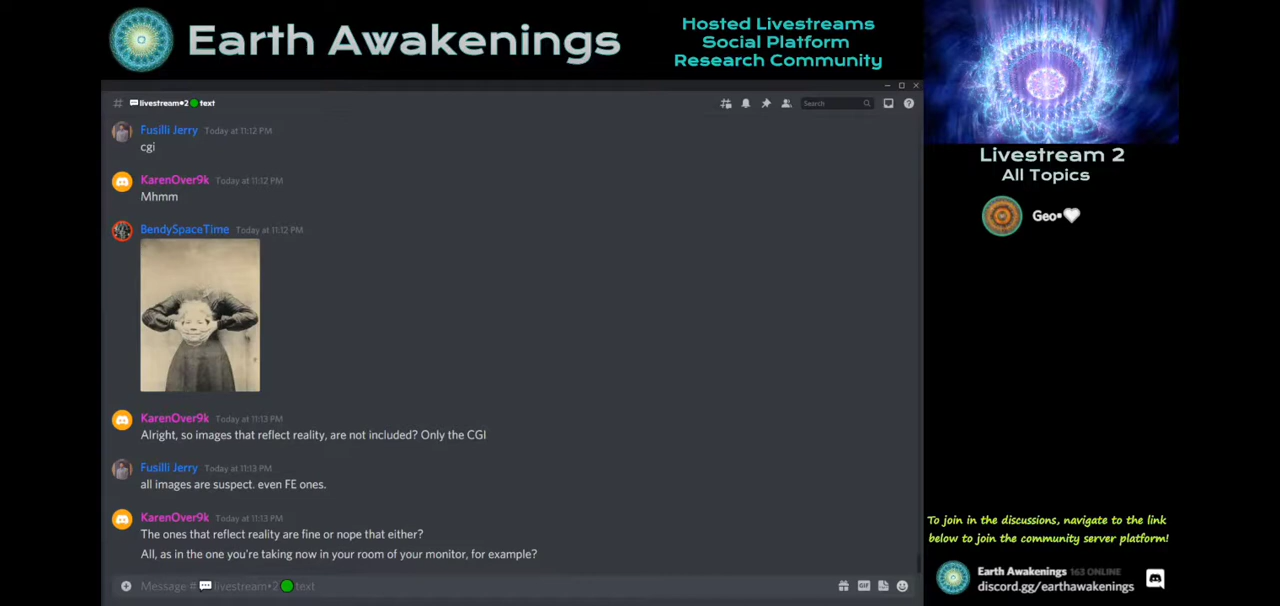 Earth Awakenings
Hosted Livestreams
Social Platform
Research Community
# livestream•2 text
Search
Fusilli Jerry Today at 11:12 PM
cgi
KarenOver9k Today at 11:12 PM
Mhmm
BendySpaceTime Today at 11:12 PM
KarenOver9k Today at 11:13 PM
Alright, so images that reflect reality, are not included? Only the CGI
Fusilli Jerry Today at 11:13 PM
all images are suspect. even FE ones.
KarenOver9k Today at 11:13 PM
The ones that reflect reality are fine or nope that either?
All, as in the one you're taking now in your room of your monitor, for example?
Message # livestream•2 text
GIF
Livestream 2
All Topics
Geo•🤍
To join in the discussions, navigate to the link
below to join the community server platform!
Earth Awakenings 163 ONLINE
discord.gg/earthawakenings